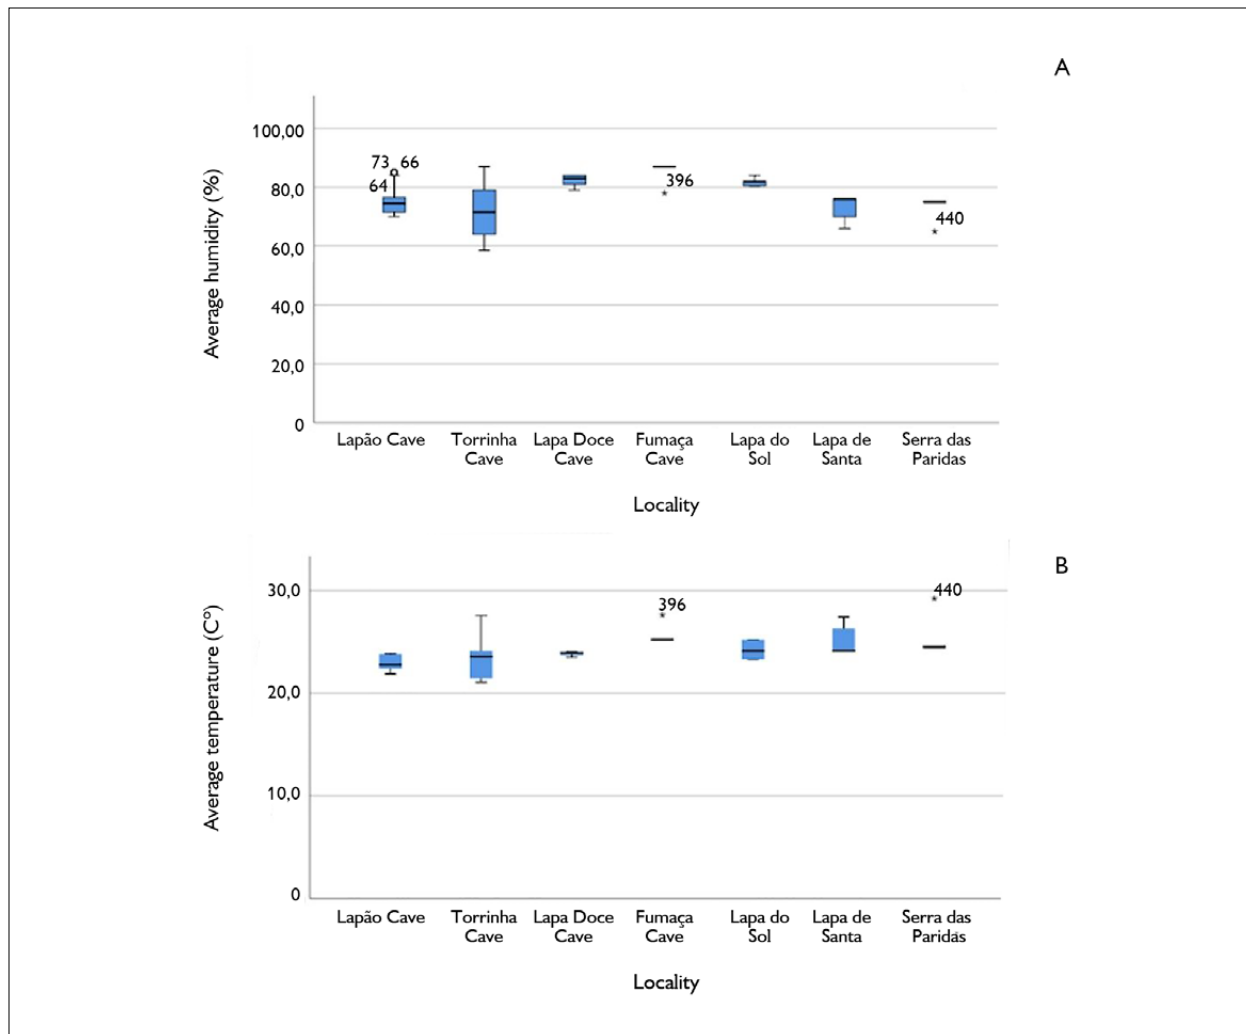 A
Average humidity (%)
100,00
80,0
60,0
40,0
20,0
0
73 66
64
396
440
Lapão Cave
Torrinha
Cave
Lapa Doce
Cave
Fumaça
Cave
Lapa do
Sol
Lapa de
Santa
Serra das
Paridas
Locality
B
Average temperature (C°)
30,0
20,0
10,0
0
396
440
Lapão Cave
Torrinha
Cave
Lapa Doce
Cave
Fumaça
Cave
Lapa do
Sol
Lapa de
Santa
Serra das
Paridas
Locality